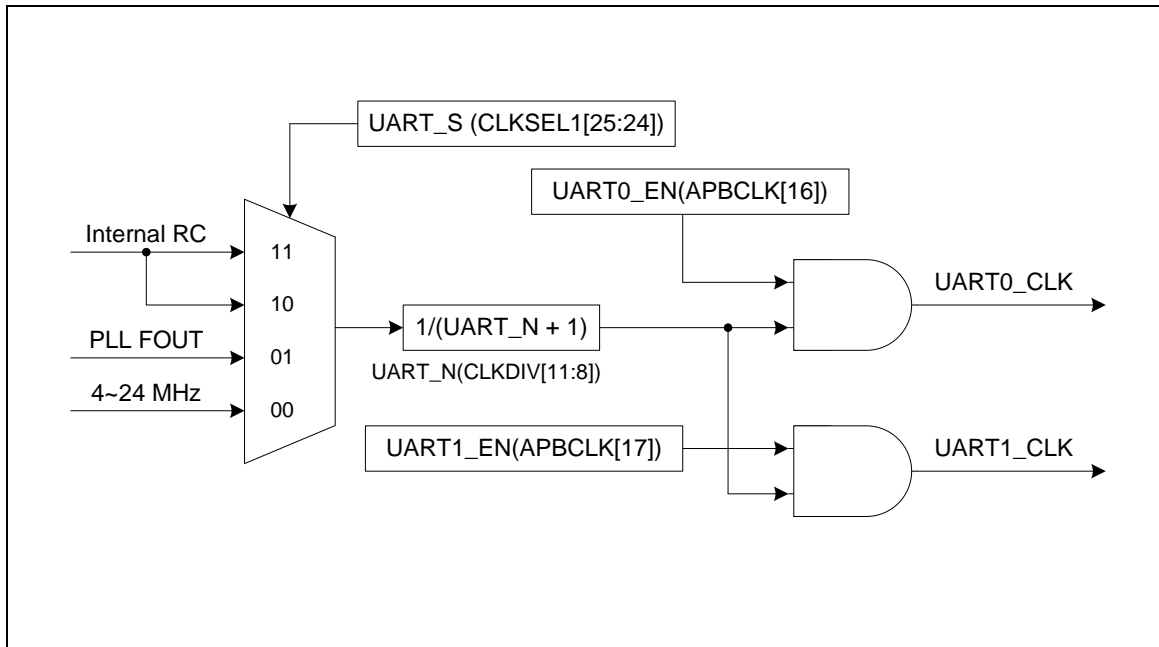 UART_S (CLKSEL1[25:24])
UART0_EN(APBCLK[16])
Internal RC
11
UART0_CLK
10
1/(UART_N + 1)
PLL FOUT
01
UART_N(CLKDIV[11:8])
4~24 MHz
00
UART1_EN(APBCLK[17])
UART1_CLK